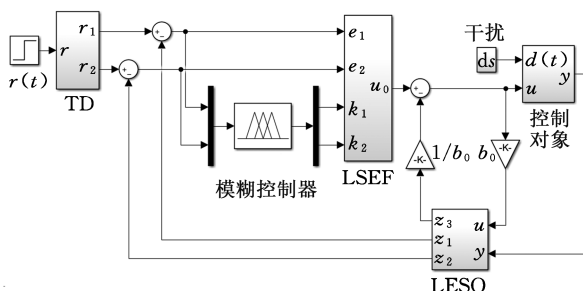 r(t)
r
r₁
r₂
TD
+-
+-
模糊控制器
e₁
e₂
u₀
k₁
k₂
LSEF
+-
干扰
ds
d(t)
u
y
控制
对象
-K-
1/b₀
b₀
-K-
z₃
z₁
z₂
u
y
LESO